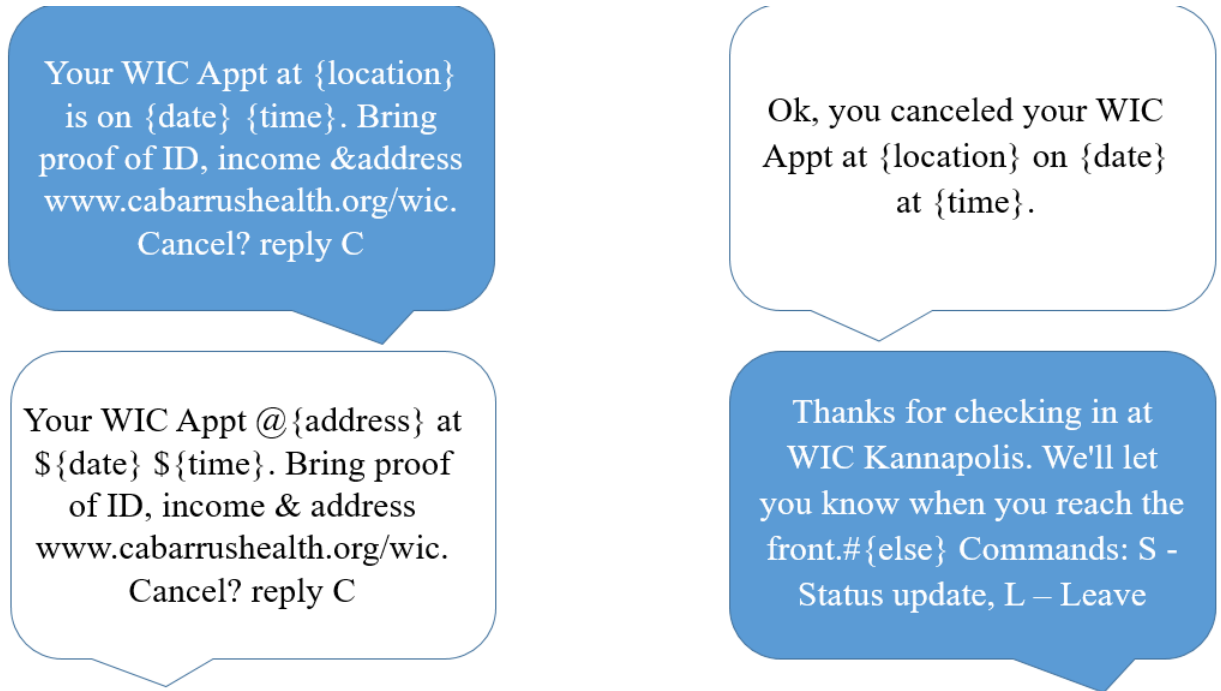 Your WIC Appt at {location}
is on {date} {time}. Bring
proof of ID, income &address
www.cabarrushealth.org/wic.
Cancel? reply C
Ok, you canceled your WIC
Appt at {location} on {date}
at {time}.
Your WIC Appt @{address} at
${date} ${time}. Bring proof
of ID, income & address
www.cabarrushealth.org/wic.
Cancel? reply C
Thanks for checking in at
WIC Kannapolis. We'll let
you know when you reach the
front.#{else} Commands: S -
Status update, L – Leave